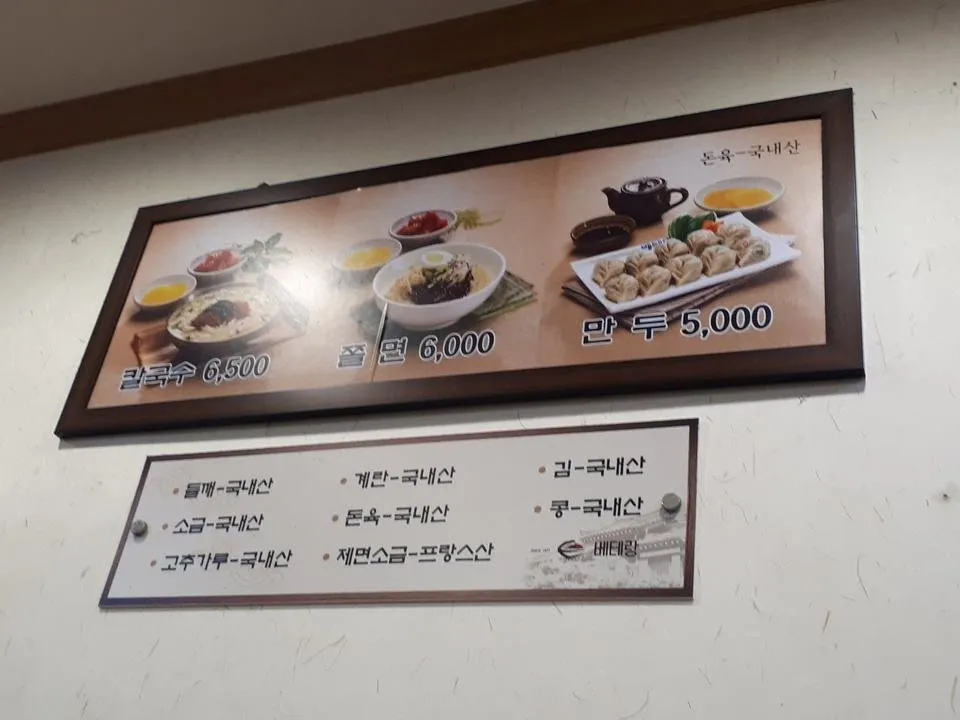 돈육-국내산
칼국수 6,500
쫄면 6,000
만두 5,000
들깨-국내산
계란-국내산
김-국내산
소금-국내산
돈육-국내산
콩-국내산
고추가루-국내산
제면소금-프랑스산
베테랑